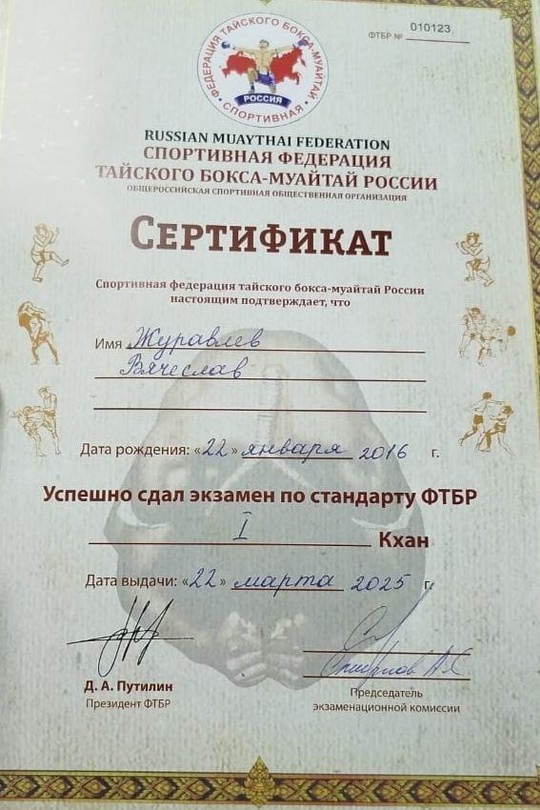 ФТБР № 010123
ФЕДЕРАЦИЯ ТАЙСКОГО БОКСА-МУАЙТАЙ
РОССИЯ
СПОРТИВНАЯ
RUSSIAN MUAYTHAI FEDERATION
СПОРТИВНАЯ ФЕДЕРАЦИЯ
ТАЙСКОГО БОКСА-МУАЙТАЙ РОССИИ
ОБЩЕРОССИЙСКАЯ СПОРТИВНАЯ ОБЩЕСТВЕННАЯ ОРГАНИЗАЦИЯ
СЕРТИФИКАТ
Спортивная федерация тайского бокса-муайтай России
настоящим подтверждает, что
Имя Журавлев
Вячеслав
Дата рождения: «22» января 2016 г.
Успешно сдал экзамен по стандарту ФТБР
I Кхан
Дата выдачи: «22» марта 2025 г.
Смирнов А.С
Д. А. Путилин
Президент ФТБР
Председатель
экзаменационной комиссии